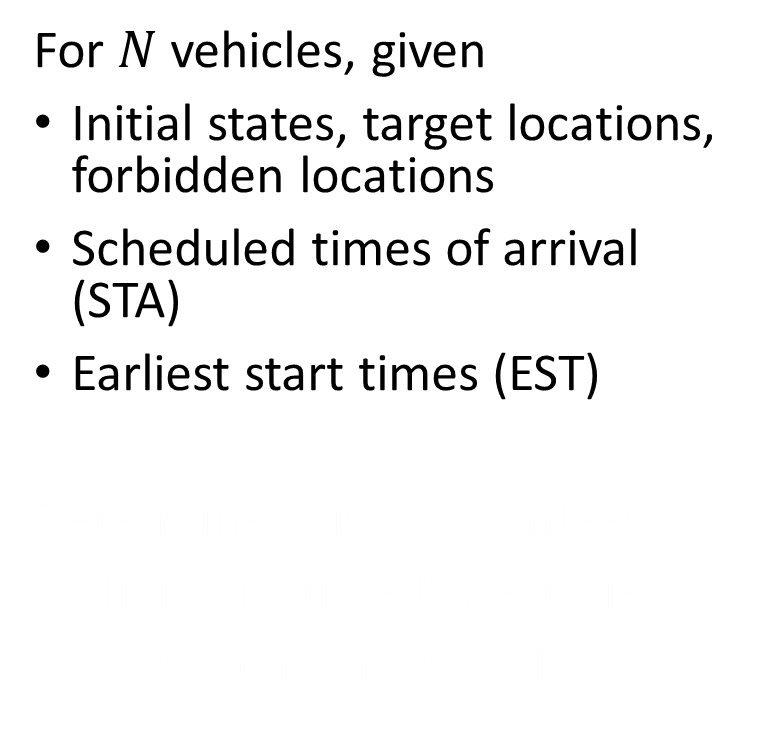 For N vehicles, given
• Initial states, target locations,
forbidden locations
• Scheduled times of arrival
(STA)
• Earliest start times (EST)